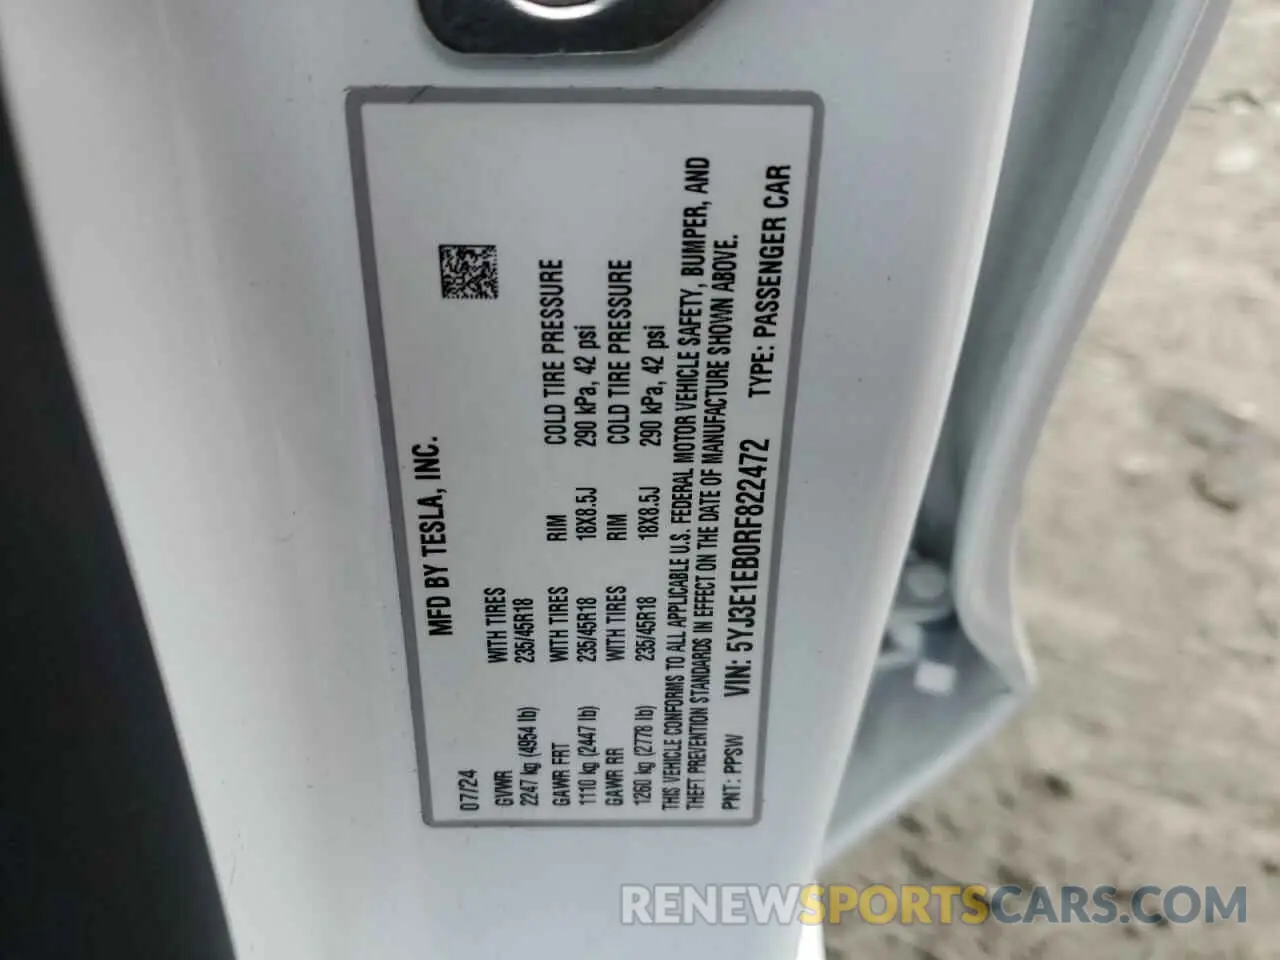 MFD BY TESLA, INC.
07/24
GVWR WITH TIRES
2247 kg (4954 lb) 235/45R18
GAWR FRT WITH TIRES RIM COLD TIRE PRESSURE
1110 kg (2447 lb) 235/45R18 18X8.5J 290 kPa, 42 psi
GAWR RR WITH TIRES RIM COLD TIRE PRESSURE
1260 kg (2778 lb) 235/45R18 18X8.5J 290 kPa, 42 psi
THIS VEHICLE CONFORMS TO ALL APPLICABLE U.S. FEDERAL MOTOR VEHICLE SAFETY, BUMPER, AND
THEFT PREVENTION STANDARDS IN EFFECT ON THE DATE OF MANUFACTURE SHOWN ABOVE.
PNT: PPSW VIN: 5YJ3E1EB0RF822472 TYPE: PASSENGER CAR
RENEWSPORTSCARS.COM